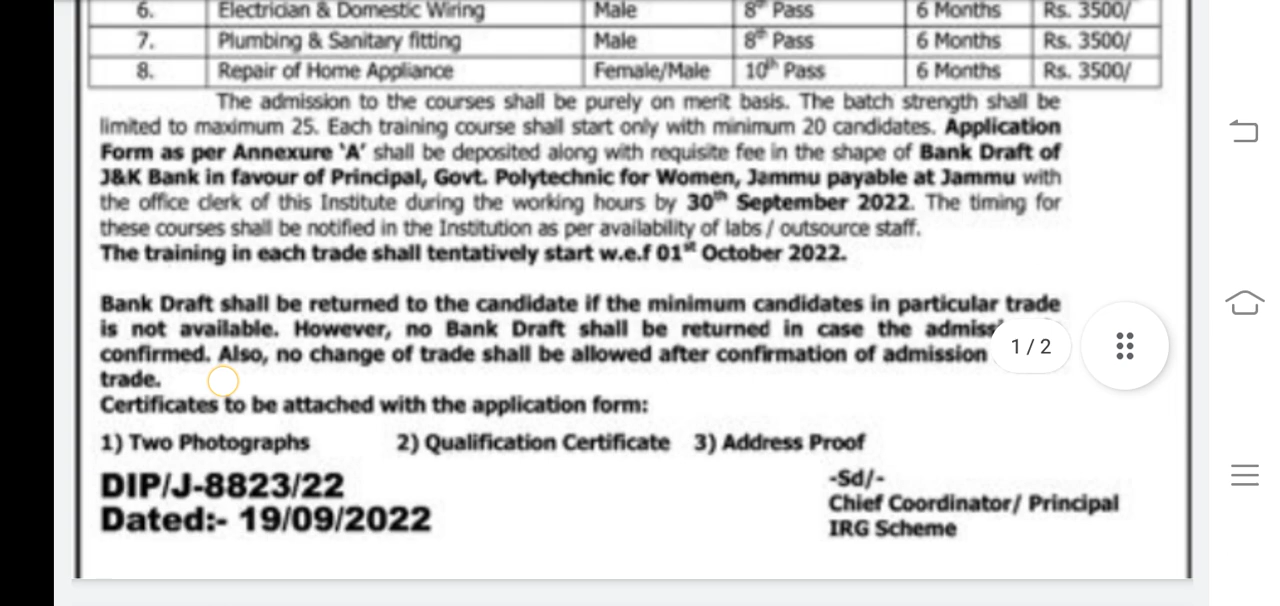 6. Electrician & Domestic Wiring Male 8th Pass 6 Months Rs. 3500/
7. Plumbing & Sanitary fitting Male 8th Pass 6 Months Rs. 3500/
8. Repair of Home Appliance Female/Male 10th Pass 6 Months Rs. 3500/
The admission to the courses shall be purely on merit basis. The batch strength shall be
limited to maximum 25. Each training course shall start only with minimum 20 candidates. Application
Form as per Annexure ‘A’ shall be deposited along with requisite fee in the shape of Bank Draft of
J&K Bank in favour of Principal, Govt. Polytechnic for Women, Jammu payable at Jammu with
the office clerk of this Institute during the working hours by 30th September 2022. The timing for
these courses shall be notified in the Institution as per availability of labs / outsource staff.
The training in each trade shall tentatively start w.e.f 01st October 2022.
Bank Draft shall be returned to the candidate if the minimum candidates in particular trade
is not available. However, no Bank Draft shall be returned in case the
confirmed. Also, no change of trade shall be allowed after confirmation of admission
trade.
1 / 2
Certificates to be attached with the application form:
1) Two Photographs 2) Qualification Certificate 3) Address Proof
DIP/J-8823/22
Dated:- 19/09/2022
-Sd/-
Chief Coordinator/ Principal
IRG Scheme